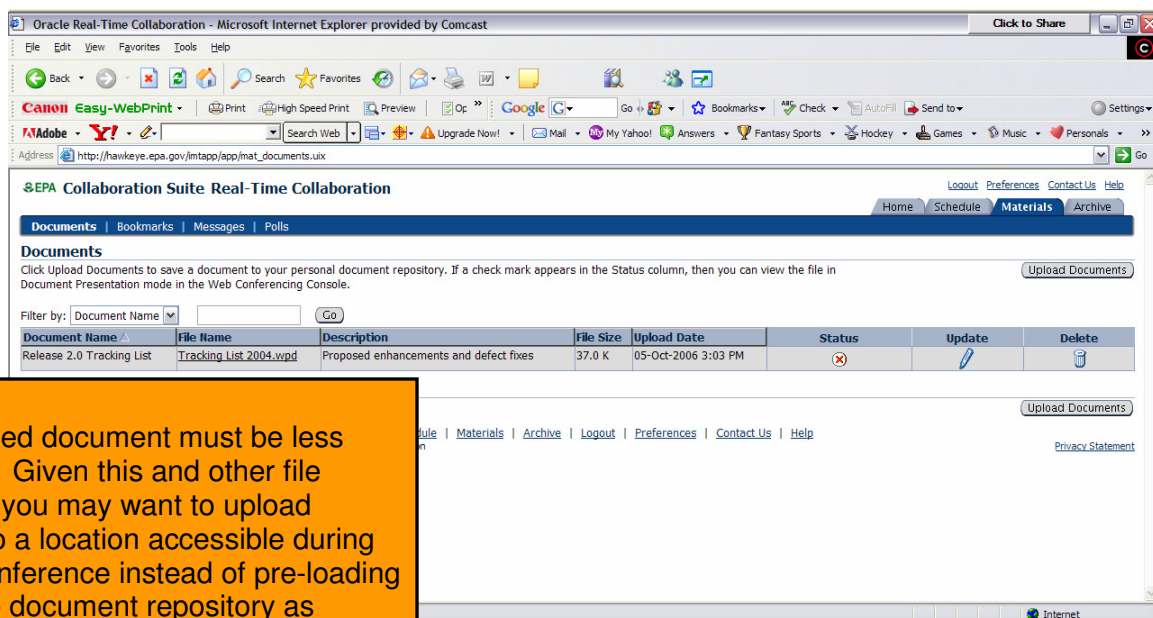 Oracle Real-Time Collaboration - Microsoft Internet Explorer provided by Comcast Click to Share
File Edit View Favorites Tools Help
Back Search Favorites
Canon Easy-WebPrint Print High Speed Print Preview Op » Google G Go Bookmarks Check AutoFill Send to Settings
Adobe Y! Search Web Upgrade Now! Mail My Yahoo! Answers Fantasy Sports Hockey Games Music Personals »
Address http://hawkeye.epa.gov/imtapp/app/mat_documents.uix Go
EPA Collaboration Suite Real-Time Collaboration Logout Preferences Contact Us Help
Home Schedule Materials Archive
Documents | Bookmarks | Messages | Polls
Documents
Click Upload Documents to save a document to your personal document repository. If a check mark appears in the Status column, then you can view the file in Upload Documents
Document Presentation mode in the Web Conferencing Console.
Filter by: Document Name Go
Document Name File Name Description File Size Upload Date Status Update Delete
Release 2.0 Tracking List Tracking List 2004.wpd Proposed enhancements and defect fixes 37.0 K 05-Oct-2006 3:03 PM
Upload Documents
| Materials | Archive | Logout | Preferences | Contact Us | Help
Privacy Statement
ed document must be less
Given this and other file
you may want to upload
o a location accessible during
nference instead of pre-loading
document repository as
Internet